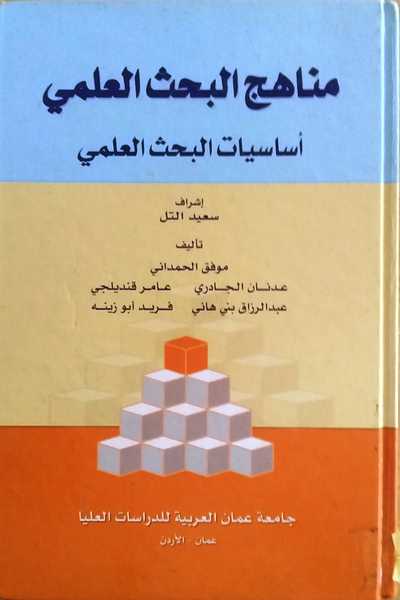 مناهج البحث العلمي
أساسيات البحث العلمي
إشراف
سعيد التل
تأليف
موفق الحمداني
عدنان الجادري عامر قنديلجي
عبدالرزاق بني هاني فريد أبو زينه
جامعة عمان العربية للدراسات العليا
عمان - الأردن